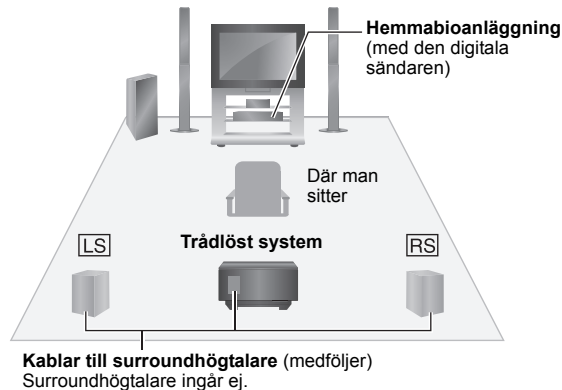 Hemmabioanläggning
(med den digitala
sändaren)
Där man
sitter
LS
Trådlöst system
RS
Kablar till surroundhögtalare (medföljer)
Surroundhögtalare ingår ej.